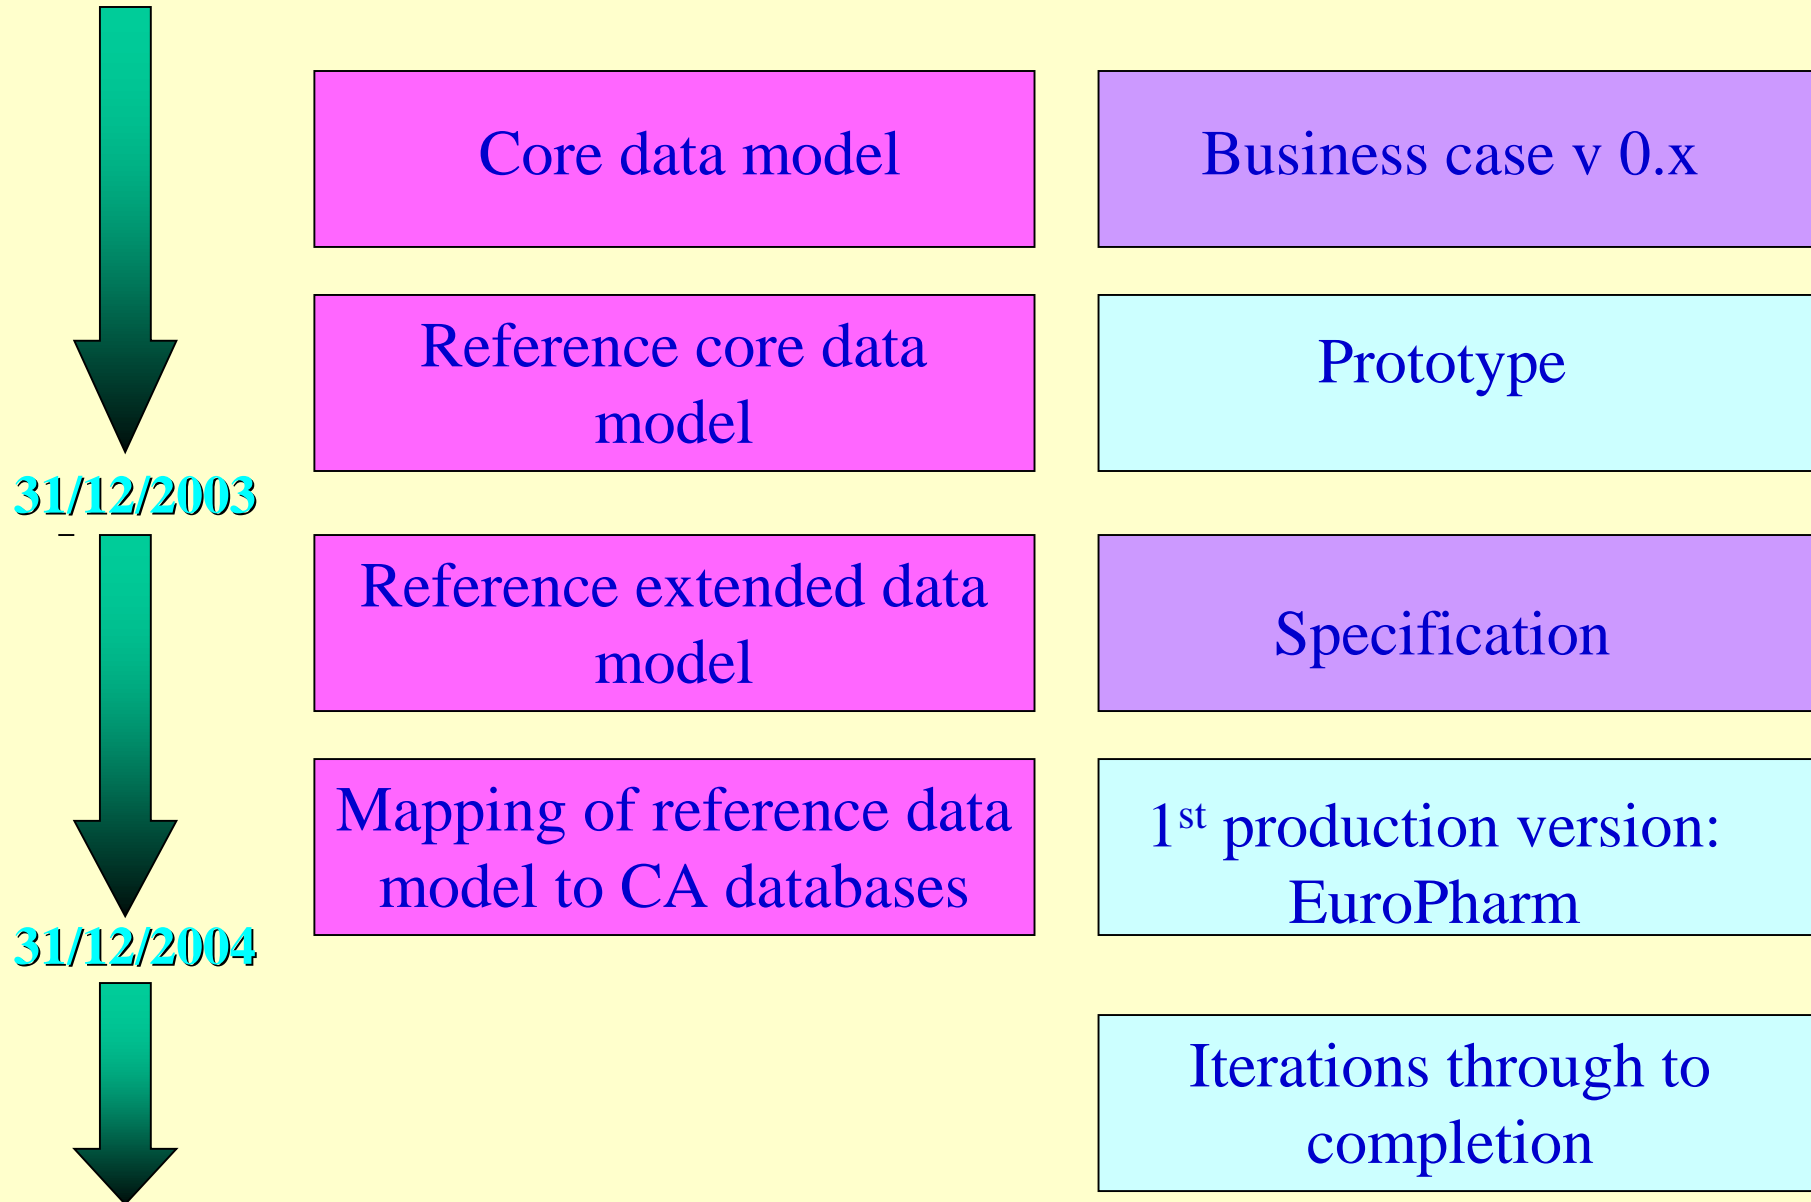 Core data model
Business case v 0.x
Reference core data
model
Prototype
31/12/2003
Reference extended data
model
Specification
Mapping of reference data
model to CA databases
1st production version:
EuroPharm
31/12/2004
Iterations through to
completion